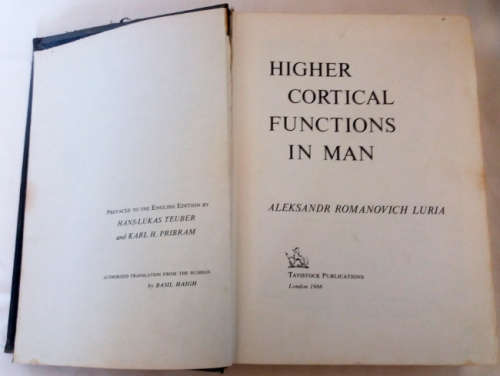 PREFACES TO THE ENGLISH EDITION BY
HANS-LUKAS TEUBER
and KARL H. PRIBRAM
AUTHORIZED TRANSLATION FROM THE RUSSIAN
by BASIL HAIGH
HIGHER
CORTICAL
FUNCTIONS
IN MAN
ALEKSANDR ROMANOVICH LURIA
TAVISTOCK PUBLICATIONS
London 1966